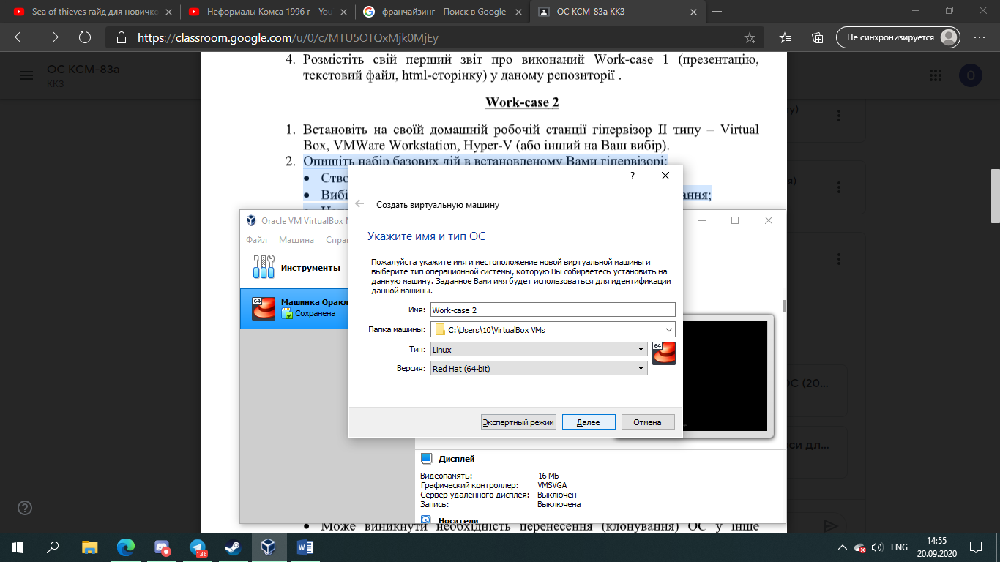 Sea of thieves гайд для новичко
Неформалы Комса 1996 г - You
франчайзинг - Поиск в Google
ОС КСМ-83а ККЗ
https://classroom.google.com/u/0/c/MTU5OTQxMjk0MjEy
Не синхронизируется
ОС КСМ-83а
ККЗ
О
4. Розмістіть свій перший звіт про виконаний Work-case 1 (презентацію,
текстовий файл, html-сторінку) у даному репозиторії .
Work-case 2
1. Встановіть на своїй домашній робочій станції гіпервізор ІІ типу – Virtual
Box, VMWare Workstation, Hyper-V (або інший на Ваш вибір).
2. Опишіть набір базових дій в встановленому Вами гіпервізорі:
• Ство
• Вибі
ання;
Oracle VM VirtualBox М
Файл Машина Справ
Инструменты
64
Машинка Оракл
Сохранена
?
Создать виртуальную машину
Укажите имя и тип ОС
Пожалуйста укажите имя и местоположение новой виртуальной машины и
выберите тип операционной системы, которую Вы собираетесь установить на
данную машину. Заданное Вами имя будет использоваться для идентификации
данной машины.
Имя: Work-case 2
Папка машины: C:\Users\10\VirtualBox VMs
Тип: Linux
64
Версия: Red Hat (64-bit)
Экспертный режим Далее Отмена
Дисплей
Видеопамять: 16 МБ
Графический контроллер: VMSVGA
Сервер удалённого дисплея: Выключен
Запись: Выключена
Носители
• Може виникнути необхідність перенесення (клонування) ОС у інше
ОС (20...
си дл...
136
ENG
14:55
20.09.2020